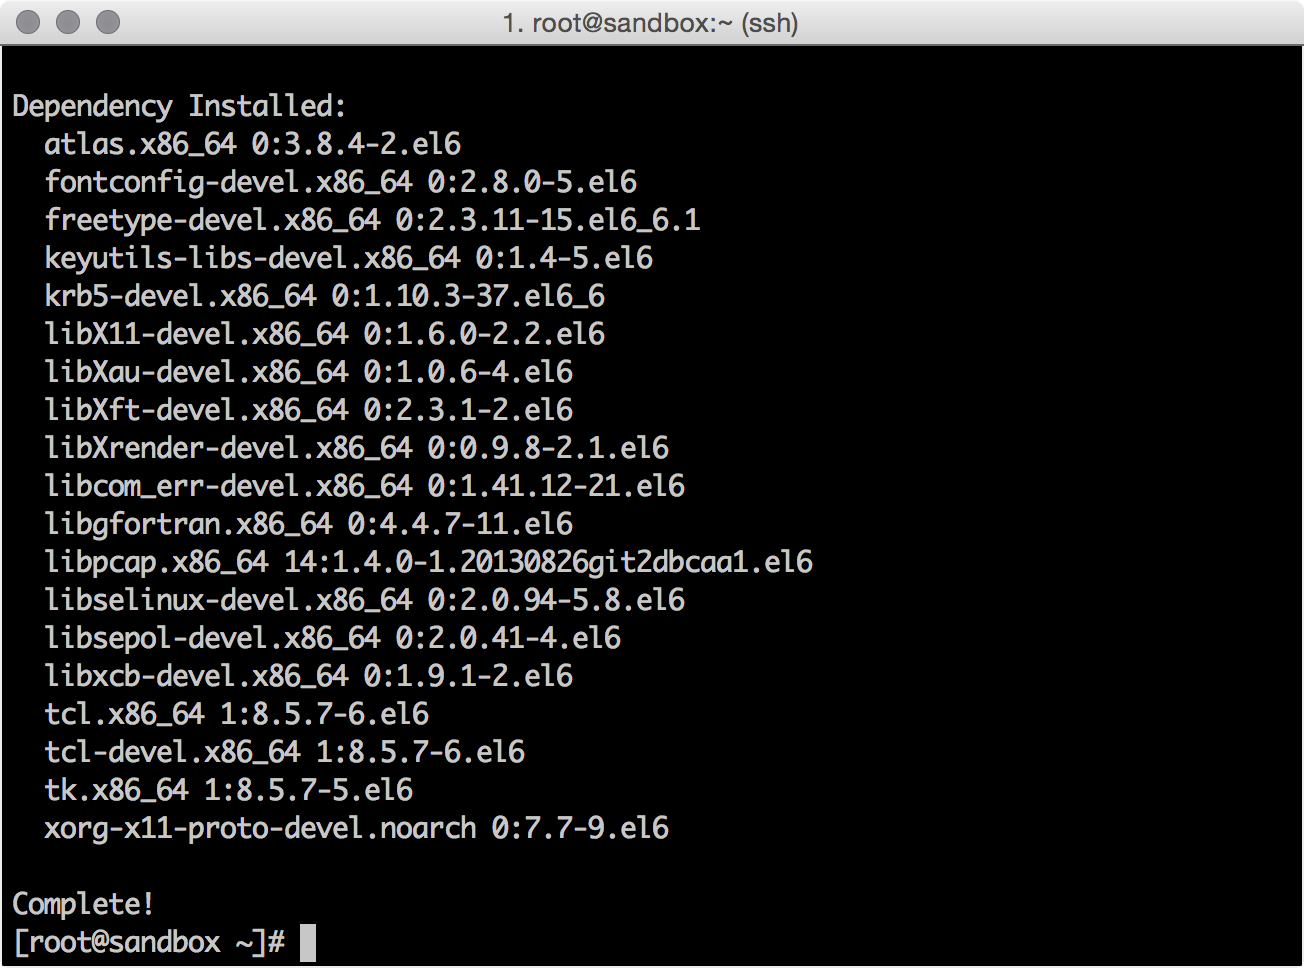 1. root@sandbox:~ (ssh)
Dependency Installed:
atlas.x86_64 0:3.8.4-2.el6
fontconfig-devel.x86_64 0:2.8.0-5.el6
freetype-devel.x86_64 0:2.3.11-15.el6_6.1
keyutils-libs-devel.x86_64 0:1.4-5.el6
krb5-devel.x86_64 0:1.10.3-37.el6_6
libX11-devel.x86_64 0:1.6.0-2.2.el6
libXau-devel.x86_64 0:1.0.6-4.el6
libXft-devel.x86_64 0:2.3.1-2.el6
libXrender-devel.x86_64 0:0.9.8-2.1.el6
libcom_err-devel.x86_64 0:1.41.12-21.el6
libgfortran.x86_64 0:4.4.7-11.el6
libpcap.x86_64 14:1.4.0-1.20130826git2dbcaa1.el6
libselinux-devel.x86_64 0:2.0.94-5.8.el6
libsepol-devel.x86_64 0:2.0.41-4.el6
libxcb-devel.x86_64 0:1.9.1-2.el6
tcl.x86_64 1:8.5.7-6.el6
tcl-devel.x86_64 1:8.5.7-6.el6
tk.x86_64 1:8.5.7-5.el6
xorg-x11-proto-devel.noarch 0:7.7-9.el6
Complete!
[root@sandbox ~]#